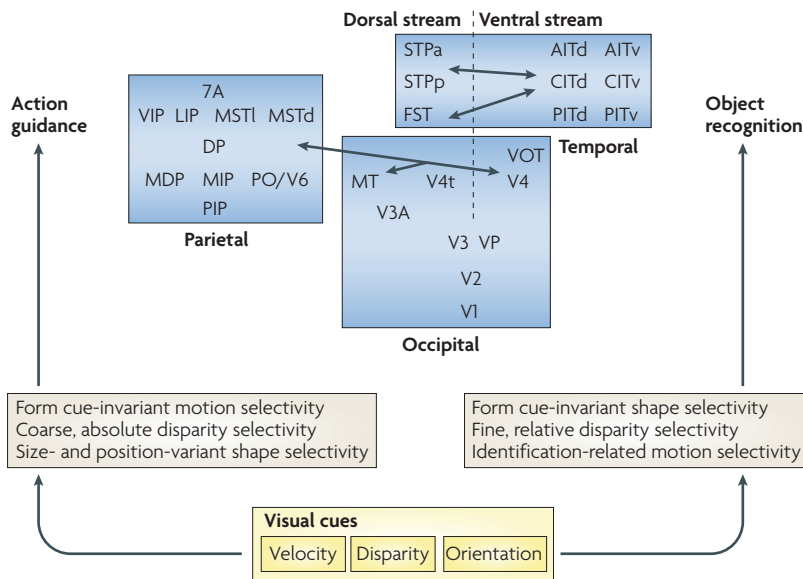 Dorsal stream Ventral stream
STPa AITd AITv
STPp CITd CITv
FST PITd PITv
Temporal
Action
guidance
7A
VIP LIP MSTl MSTd
DP
MDP MIP PO/V6
PIP
Parietal
VOT
MT V4t V4
V3A
V3 VP
V2
V1
Occipital
Object
recognition
Form cue-invariant motion selectivity
Coarse, absolute disparity selectivity
Size- and position-variant shape selectivity
Form cue-invariant shape selectivity
Fine, relative disparity selectivity
Identification-related motion selectivity
Visual cues
Velocity Disparity Orientation